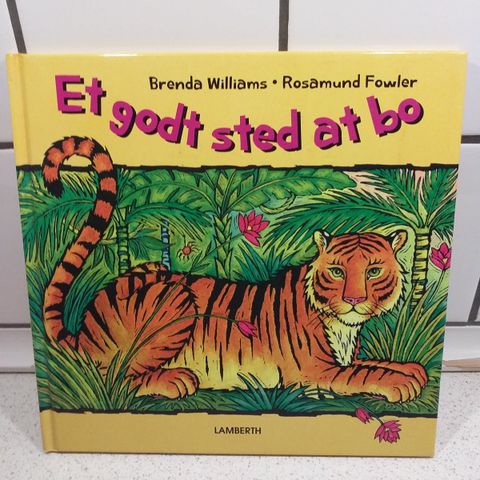 Brenda Williams • Rosamund Fowler
Et godt sted at bo
LAMBERTH